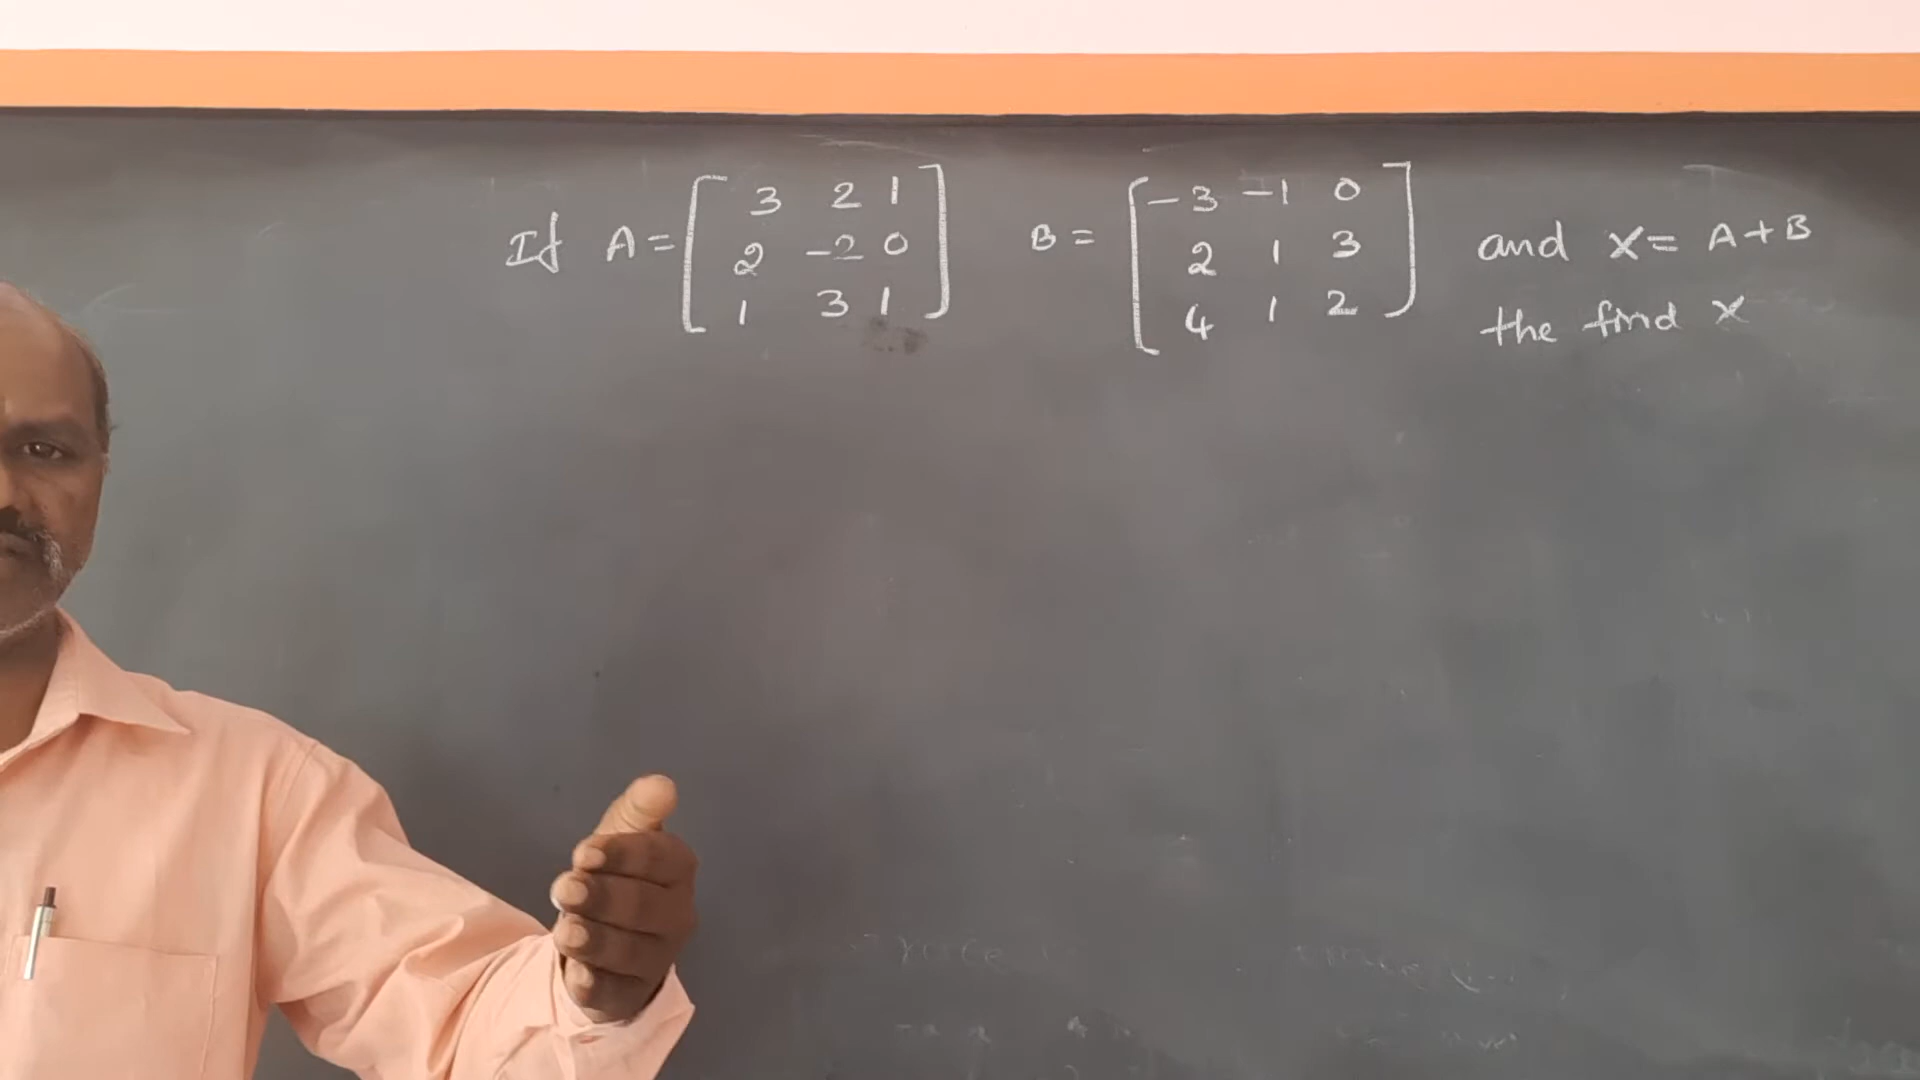 3 2 1 -3 -1 0
If A= 2 -2 0 B= 2 1 3 and x= A+B
1 3 1 4 1 2 the find x